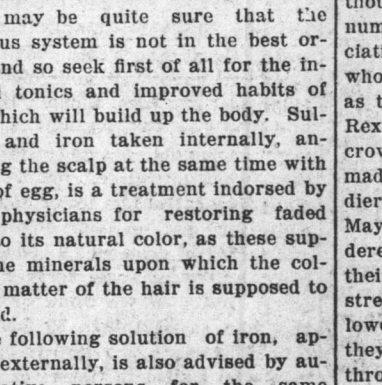 may be quite sure that the
us system is not in the best or-
nd so seek first of all for the in-
tonics and improved habits of
hich will build up the body. Sul-
and iron taken internally, an-
g the scalp at the same time with
of egg, is a treatment indorsed by
physicians for restoring faded
o its natural color, as these sup-
he minerals upon which the col-
matter of the hair is supposed to
d.
following solution of iron, ap-
externally, is also advised by au-
persons for the same
thou
num
ciati
who
as t
Rex
crov
mad
dier
May
dere
thei
stre
lowe
they
thro